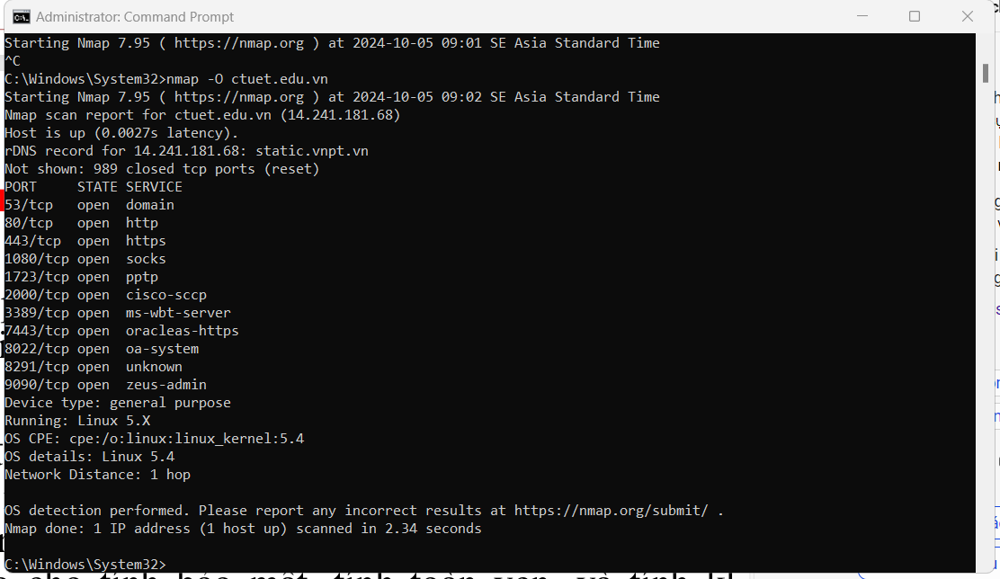 Administrator: Command Prompt
Starting Nmap 7.95 ( https://nmap.org ) at 2024-10-05 09:01 SE Asia Standard Time
^C
C:\Windows\System32>nmap -O ctuet.edu.vn
Starting Nmap 7.95 ( https://nmap.org ) at 2024-10-05 09:02 SE Asia Standard Time
Nmap scan report for ctuet.edu.vn (14.241.181.68)
Host is up (0.0027s latency).
rDNS record for 14.241.181.68: static.vnpt.vn
Not shown: 989 closed tcp ports (reset)
PORT     STATE SERVICE
53/tcp   open  domain
80/tcp   open  http
443/tcp  open  https
1080/tcp open  socks
1723/tcp open  pptp
2000/tcp open  cisco-sccp
3389/tcp open  ms-wbt-server
7443/tcp open  oracleas-https
8022/tcp open  oa-system
8291/tcp open  unknown
9090/tcp open  zeus-admin
Device type: general purpose
Running: Linux 5.X
OS CPE: cpe:/o:linux:linux_kernel:5.4
OS details: Linux 5.4
Network Distance: 1 hop
OS detection performed. Please report any incorrect results at https://nmap.org/submit/ .
Nmap done: 1 IP address (1 host up) scanned in 2.34 seconds
C:\Windows\System32>